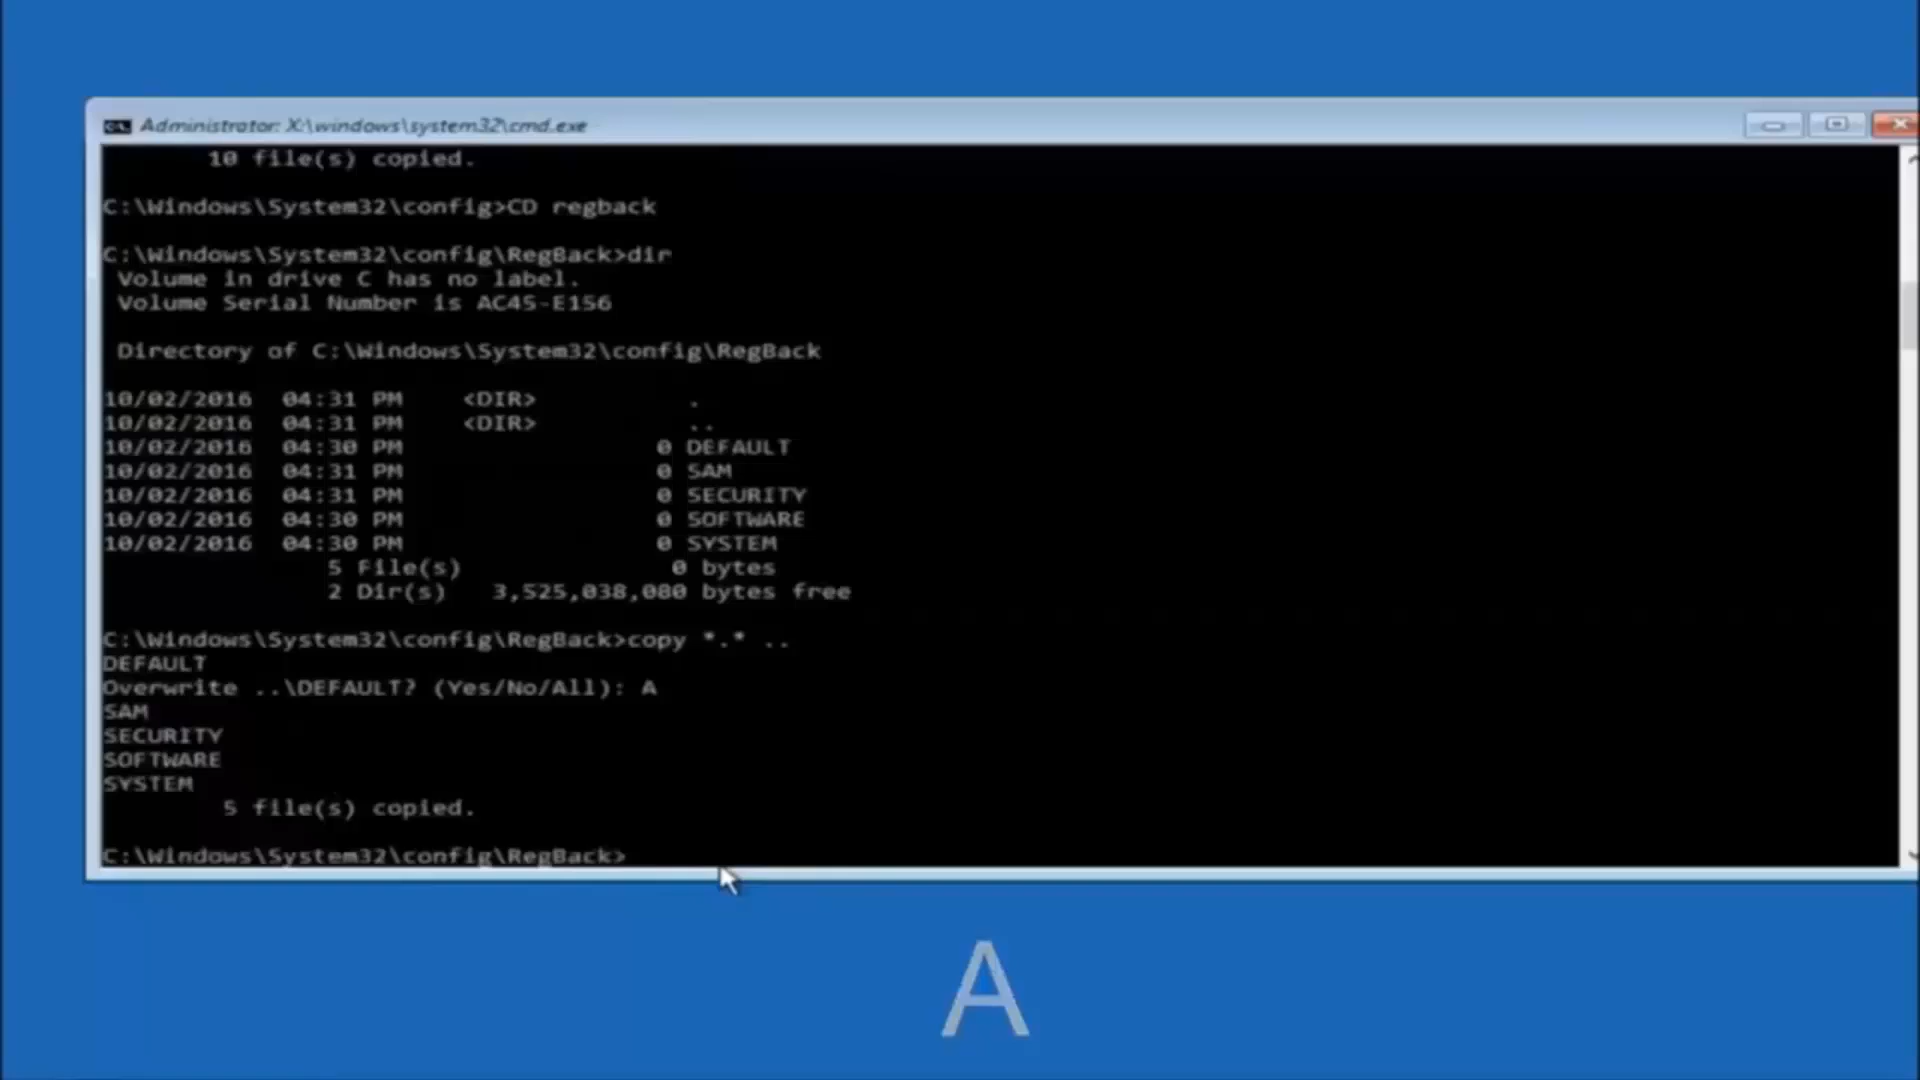 Administrator: X:\windows\system32\cmd.exe
10 file(s) copied.
C:\Windows\System32\config>CD regback
C:\Windows\System32\config\RegBack>dir
Volume in drive C has no label.
Volume Serial Number is AC45-E156
Directory of C:\Windows\System32\config\RegBack
10/02/2016 04:31 PM <DIR> .
10/02/2016 04:31 PM <DIR> ..
10/02/2016 04:30 PM 0 DEFAULT
10/02/2016 04:31 PM 0 SAM
10/02/2016 04:31 PM 0 SECURITY
10/02/2016 04:30 PM 0 SOFTWARE
10/02/2016 04:30 PM 0 SYSTEM
5 File(s) 0 bytes
2 Dir(s) 3,525,038,080 bytes free
C:\Windows\System32\config\RegBack>copy *.* ..
DEFAULT
Overwrite ..\DEFAULT? (Yes/No/All): A
SAM
SECURITY
SOFTWARE
SYSTEM
5 file(s) copied.
C:\Windows\System32\config\RegBack>
A